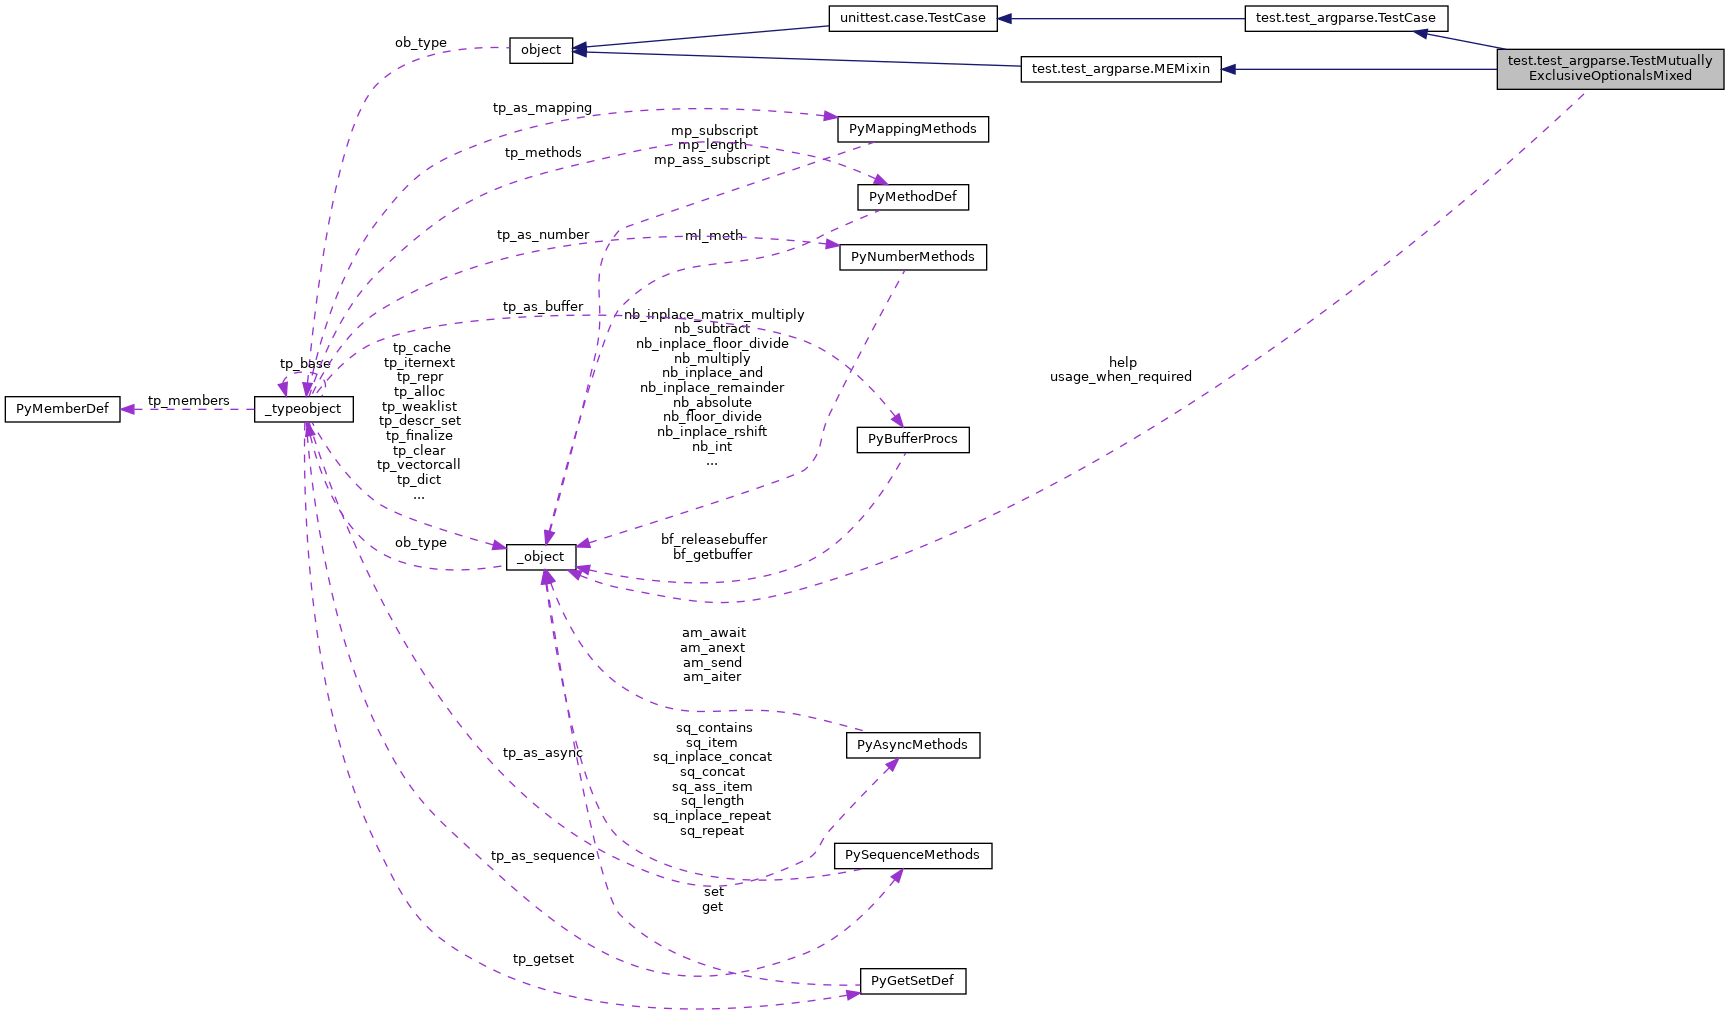 unittest.case.TestCase
test.test_argparse.TestCase
ob_type
object
test.test_argparse.MEMixin
test.test_argparse.TestMutually
ExclusiveOptionalsMixed
tp_as_mapping
PyMappingMethods
mp_subscript
mp_length
mp_ass_subscript
tp_methods
PyMethodDef
tp_as_number
ml_meth
PyNumberMethods
tp_as_buffer
nb_inplace_matrix_multiply
nb_subtract
nb_inplace_floor_divide
nb_multiply
nb_inplace_and
nb_inplace_remainder
nb_absolute
nb_floor_divide
nb_inplace_rshift
nb_int
...
tp_cache
tp_iternext
tp_repr
tp_alloc
tp_weaklist
tp_descr_set
tp_finalize
tp_clear
tp_vectorcall
tp_dict
...
tp_base
help
usage_when_required
PyMemberDef
tp_members
_typeobject
PyBufferProcs
ob_type
_object
bf_releasebuffer
bf_getbuffer
am_await
am_anext
am_send
am_aiter
PyAsyncMethods
tp_as_async
sq_contains
sq_item
sq_inplace_concat
sq_concat
sq_ass_item
sq_length
sq_inplace_repeat
sq_repeat
PySequenceMethods
tp_as_sequence
set
get
tp_getset
PyGetSetDef